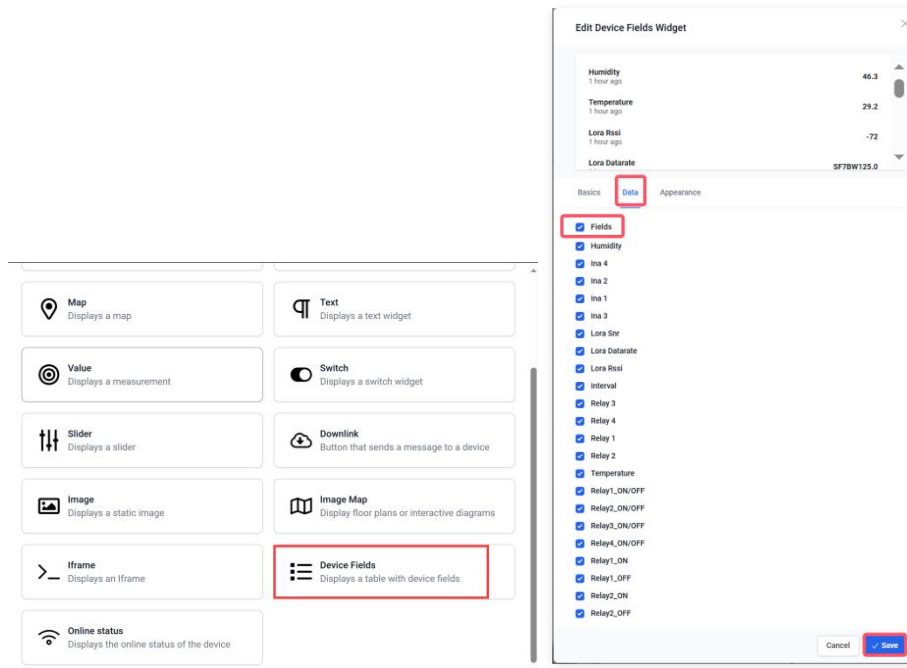 Map
Displays a map
Text
Displays a text widget
Value
Displays a measurement
Switch
Displays a switch widget
Slider
Displays a slider
Downlink
Button that sends a message to a device
Image
Displays a static image
Image Map
Display floor plans or interactive diagrams
Iframe
Displays an Iframe
Device Fields
Displays a table with device fields
Online status
Displays the online status of the device
Edit Device Fields Widget
Humidity
1 hour ago
46.3
Temperature
1 hour ago
29.2
Lora Rssi
1 hour ago
-72
Lora Datarate
SF7BW125.0
Basics Data Appearance
Fields
Humidity
Ina 4
Ina 2
Ina 1
Ina 3
Lora Snr
Lora Datarate
Lora Rssi
Interval
Relay 3
Relay 4
Relay 1
Relay 2
Temperature
Relay1_ON/OFF
Relay2_ON/OFF
Relay3_ON/OFF
Relay4_ON/OFF
Relay1_ON
Relay1_OFF
Relay2_ON
Relay2_OFF
Cancel Save